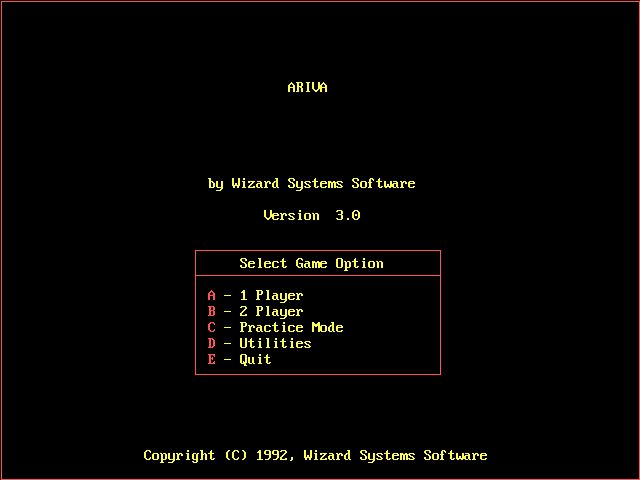 ARIVA
by Wizard Systems Software
Version 3.0
Select Game Option
A - 1 Player
B - 2 Player
C - Practice Mode
D - Utilities
E - Quit
Copyright (C) 1992, Wizard Systems Software